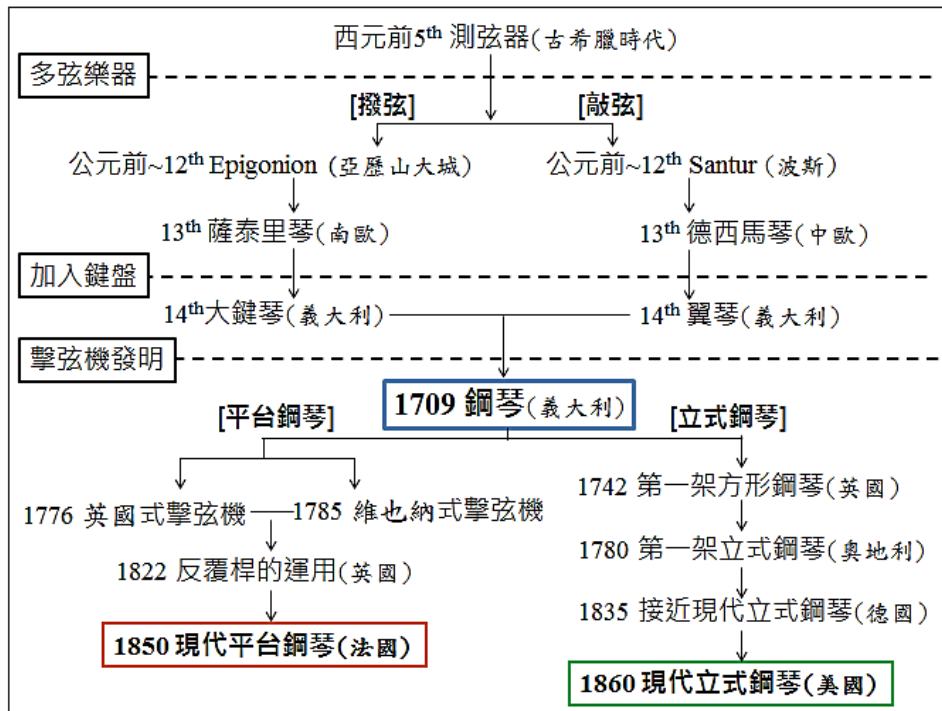 西元前5th 測弦器(古希臘時代)
多弦樂器
[撥弦] [敲弦]
公元前~12th Epigonion (亞歷山大城) 公元前~12th Santur (波斯)
13th 薩泰里琴(南歐) 13th 德西馬琴(中歐)
加入鍵盤
14th大鍵琴(義大利) 14th 翼琴(義大利)
擊弦機發明
1709 鋼琴(義大利)
[平台鋼琴] [立式鋼琴]
1776 英國式擊弦機 1785 維也納式擊弦機 1742 第一架方形鋼琴(英國)
1822 反覆桿的運用(英國) 1780 第一架立式鋼琴(奧地利)
1850 現代平台鋼琴(法國) 1835 接近現代立式鋼琴(德國)
1860 現代立式鋼琴(美國)